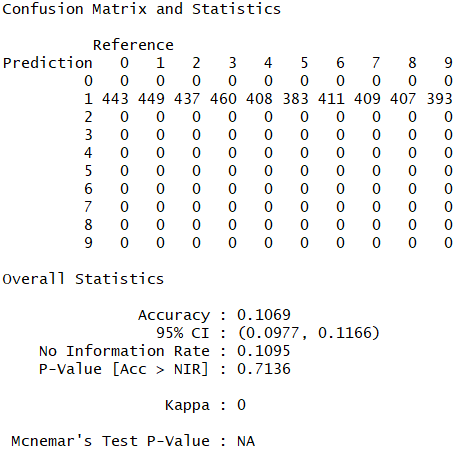 Confusion Matrix and Statistics
Reference
Prediction 0 1 2 3 4 5 6 7 8 9
0 0 0 0 0 0 0 0 0 0 0
1 443 449 437 460 408 383 411 409 407 393
2 0 0 0 0 0 0 0 0 0 0
3 0 0 0 0 0 0 0 0 0 0
4 0 0 0 0 0 0 0 0 0 0
5 0 0 0 0 0 0 0 0 0 0
6 0 0 0 0 0 0 0 0 0 0
7 0 0 0 0 0 0 0 0 0 0
8 0 0 0 0 0 0 0 0 0 0
9 0 0 0 0 0 0 0 0 0 0
Overall Statistics
Accuracy : 0.1069
95% CI : (0.0977, 0.1166)
No Information Rate : 0.1095
P-Value [Acc > NIR] : 0.7136
Kappa : 0
Mcnemar's Test P-Value : NA